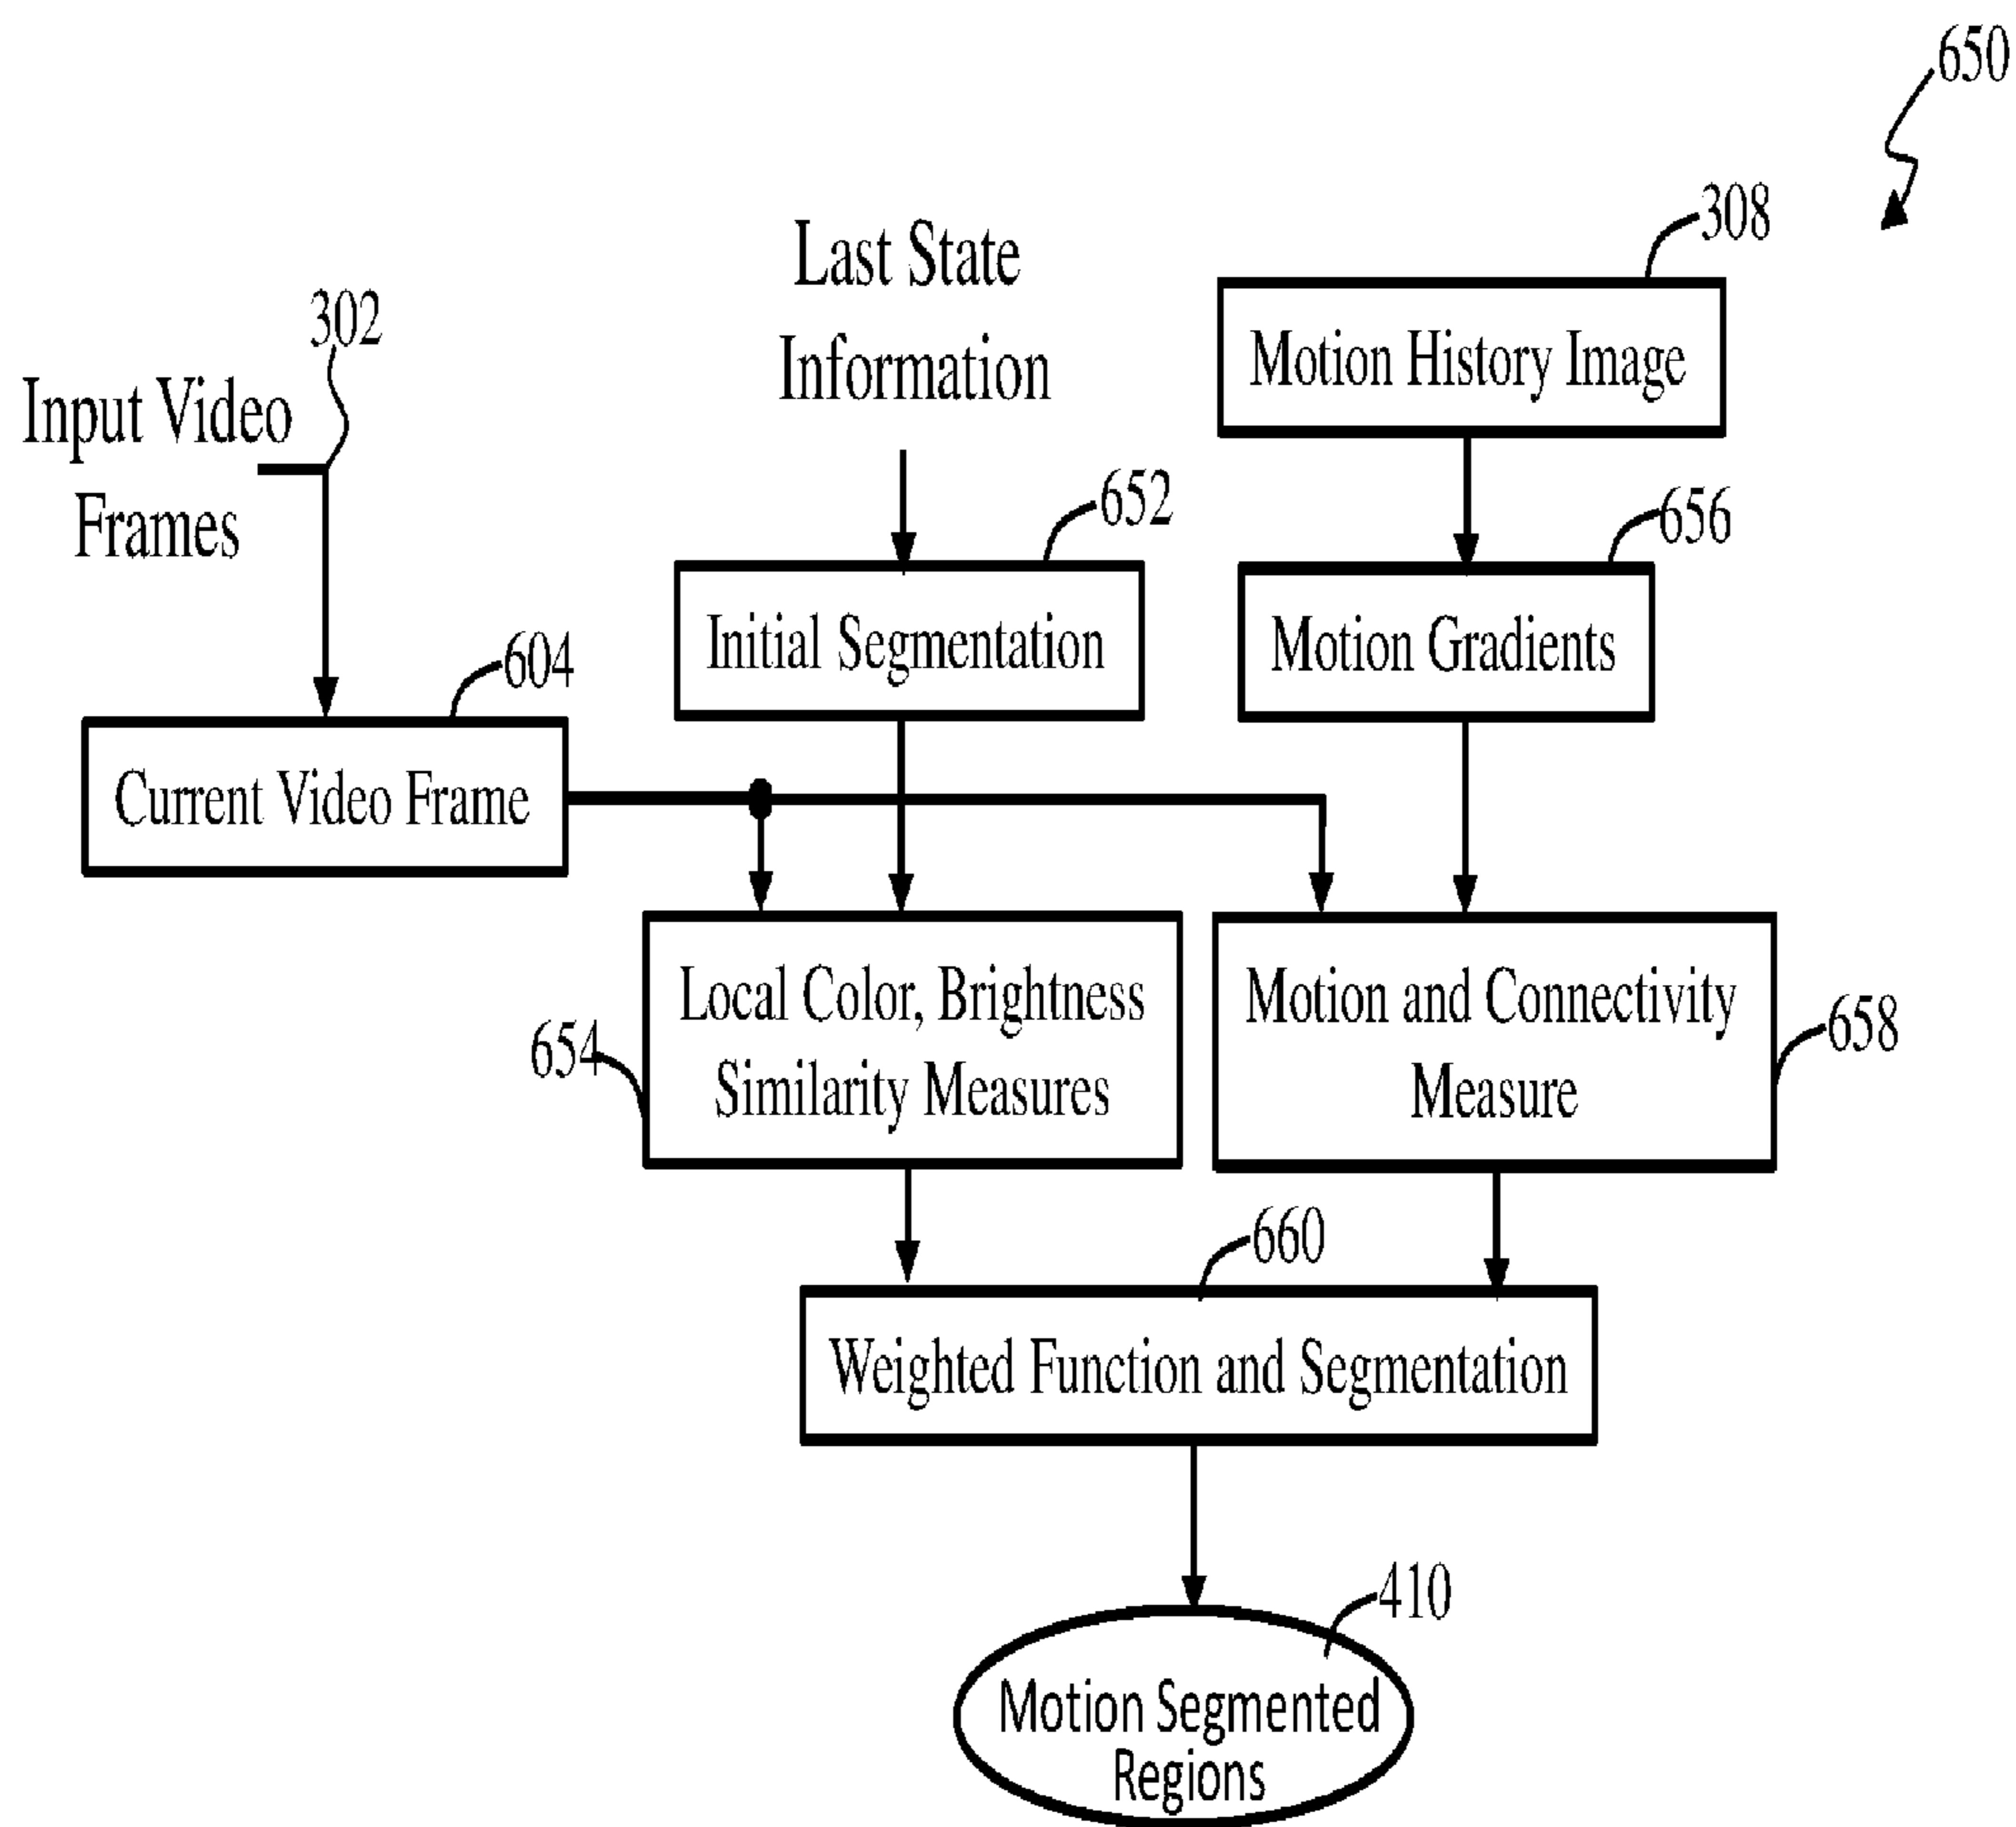 650
308
Last State
Information
Motion History Image
302
Input Video
Frames
652
656
Initial Segmentation
Motion Gradients
604
Current Video Frame
Local Color, Brightness
Similarity Measures
654
Motion and Connectivity
Measure
658
660
Weighted Function and Segmentation
410
Motion Segmented
Regions